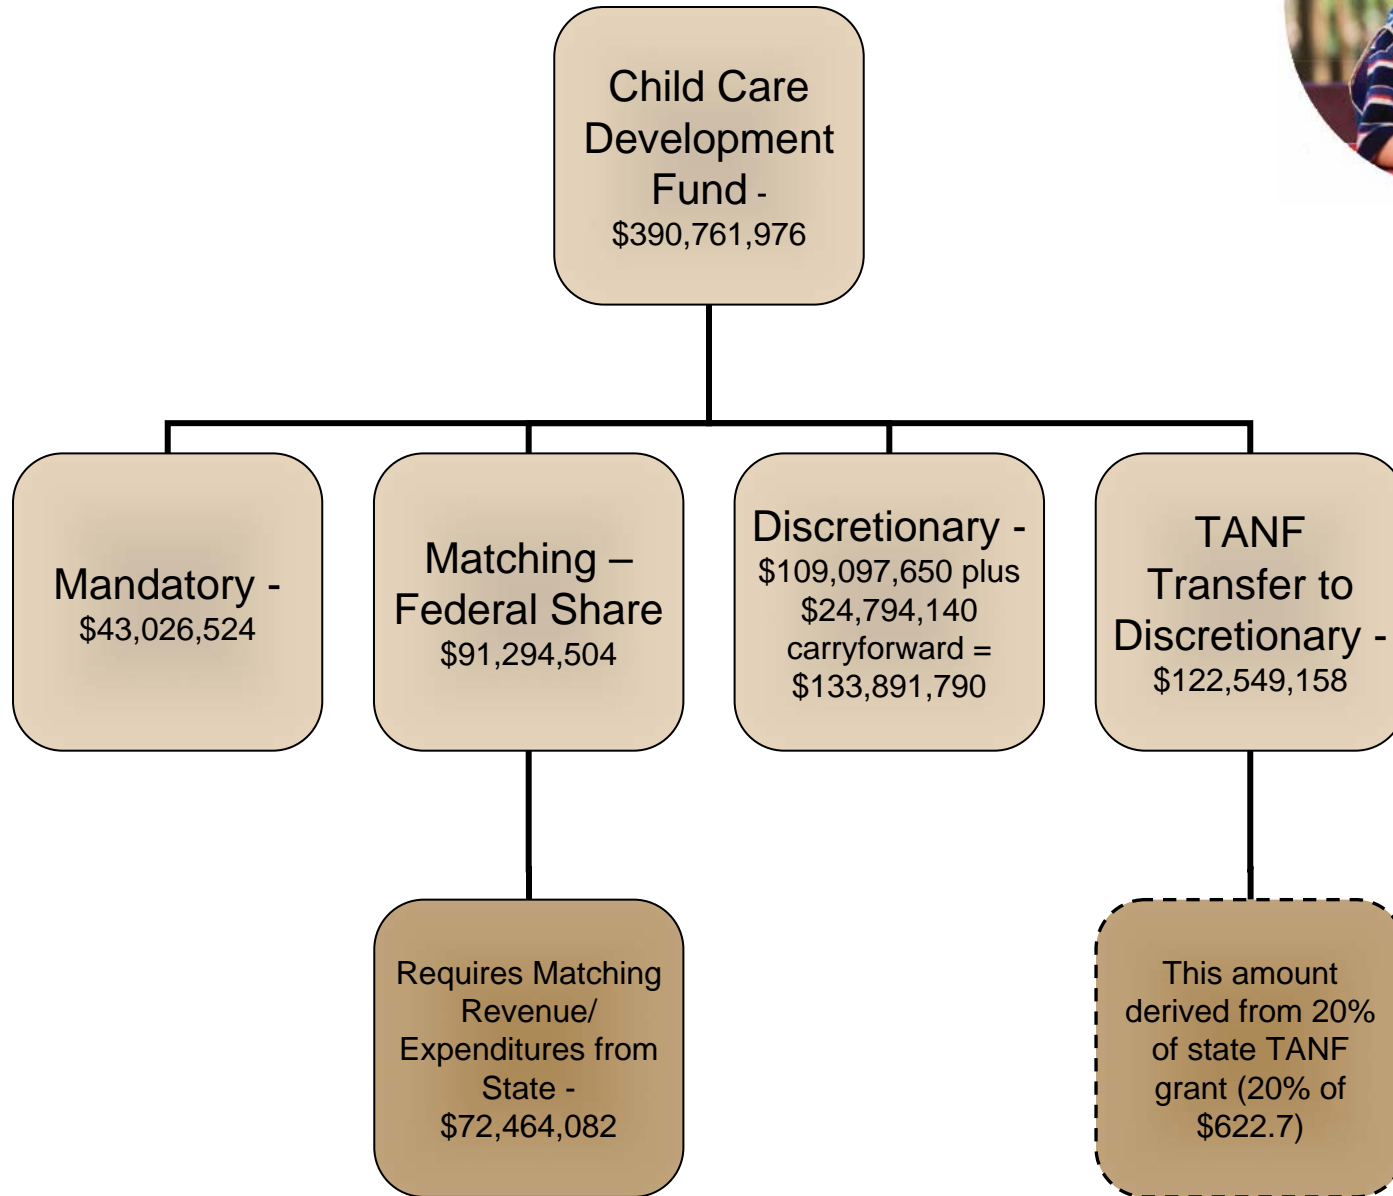 Child Care
Development
Fund -
$390,761,976
Mandatory -
$43,026,524
Matching –
Federal Share
$91,294,504
Discretionary -
$109,097,650 plus
$24,794,140
carryforward =
$133,891,790
TANF
Transfer to
Discretionary -
$122,549,158
Requires Matching
Revenue/
Expenditures from
State -
$72,464,082
This amount
derived from 20%
of state TANF
grant (20% of
$622.7)